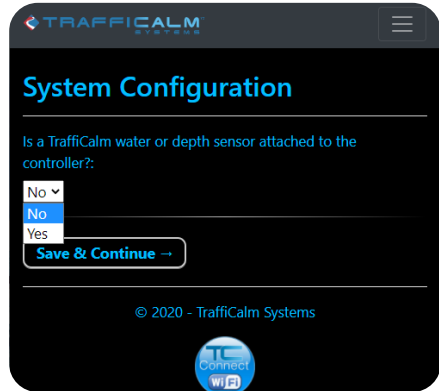 TRAFFICALM
SYSTEMS
System Configuration
Is a TraffiCalm water or depth sensor attached to the
controller?:
No
No
Yes
Save & Continue →
© 2020 - TraffiCalm Systems
TC
Connect
WiFi